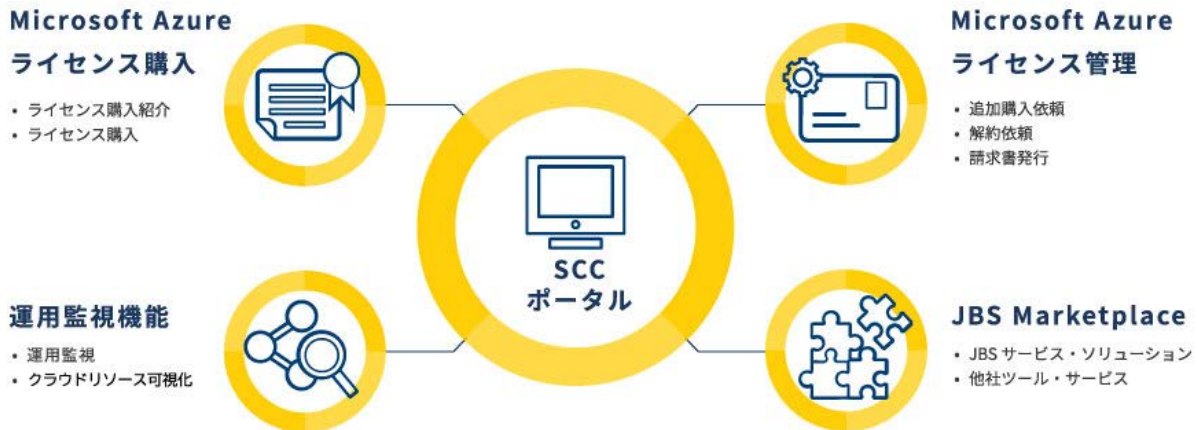 Microsoft Azure
ライセンス購入
• ライセンス購入紹介
• ライセンス購入
Microsoft Azure
ライセンス管理
• 追加購入依頼
• 解約依頼
• 請求書発行
SCC
ポータル
運用監視機能
• 運用監視
• クラウドリソース可視化
JBS Marketplace
• JBS サービス・ソリューション
• 他社ツール・サービス